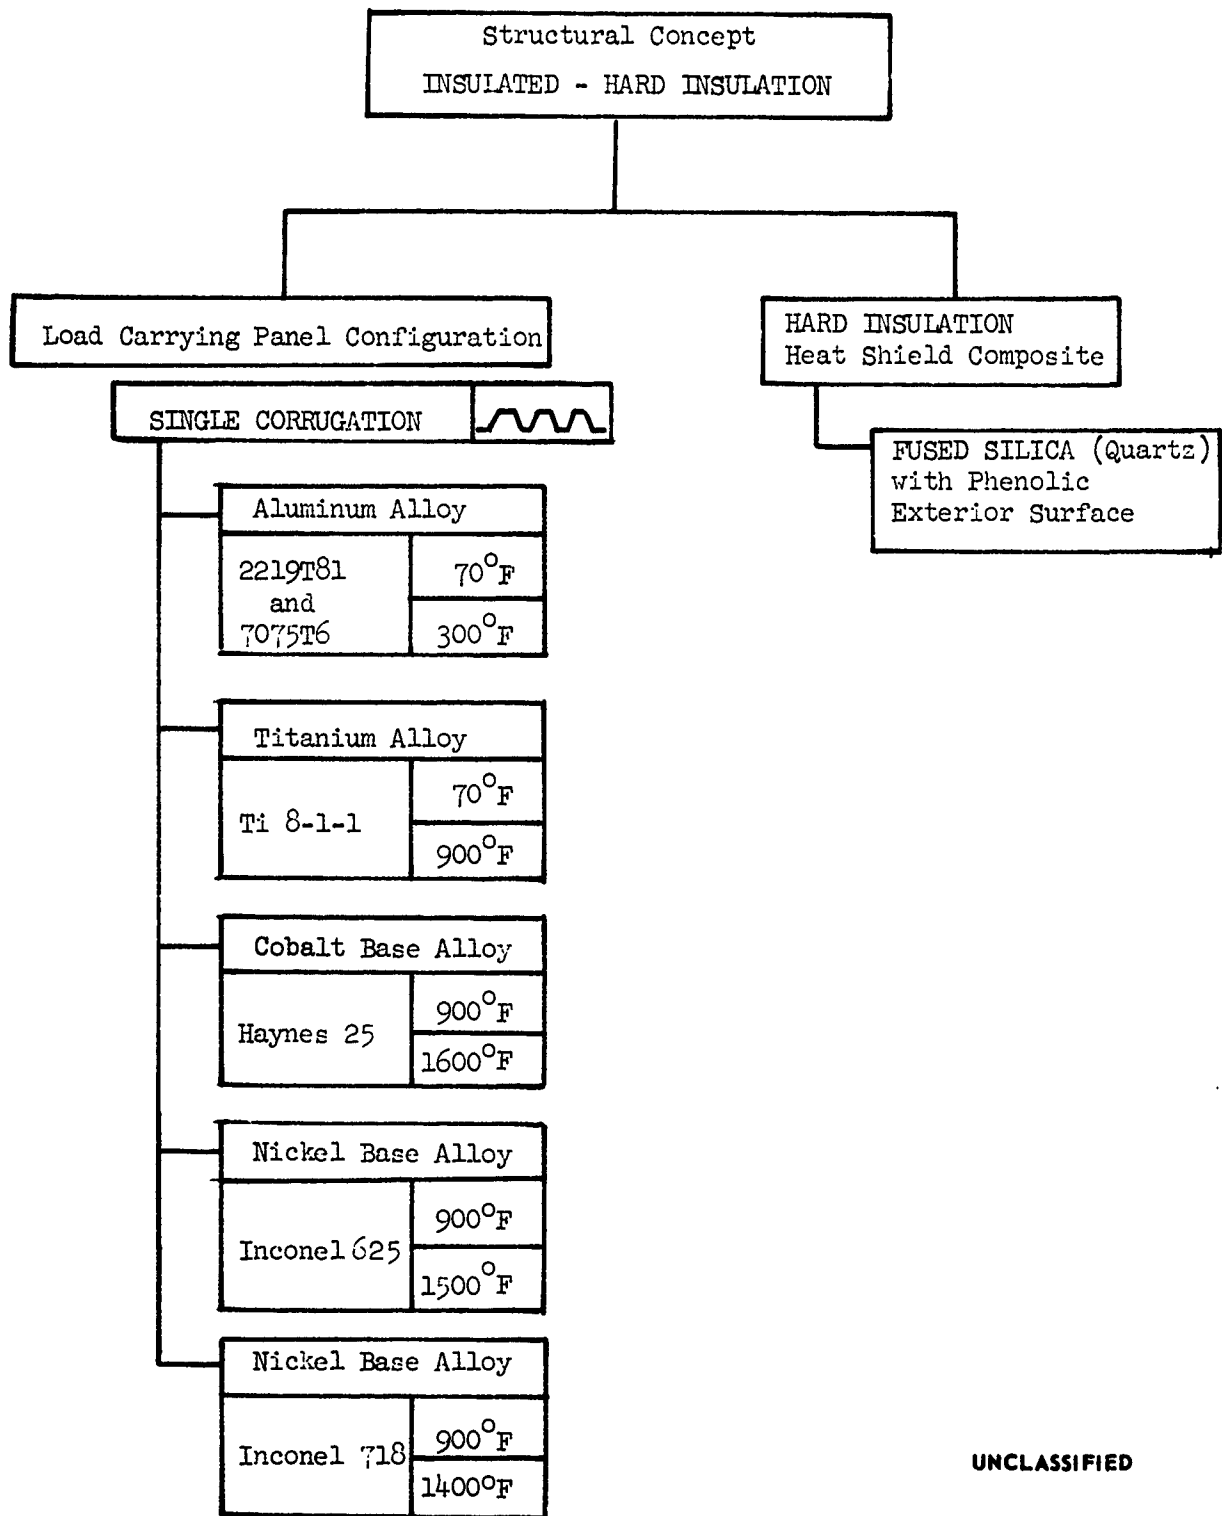 Structural Concept
INSULATED - HARD INSULATION
Load Carrying Panel Configuration
HARD INSULATION
Heat Shield Composite
SINGLE CORRUGATION
FUSED SILICA (Quartz)
with Phenolic
Exterior Surface
Aluminum Alloy
2219T81
and
7075T6
70°F
300°F
Titanium Alloy
Ti 8-1-1
70°F
900°F
Cobalt Base Alloy
Haynes 25
900°F
1600°F
Nickel Base Alloy
Inconel 625
900°F
1500°F
Nickel Base Alloy
Inconel 718
900°F
1400°F
UNCLASSIFIED